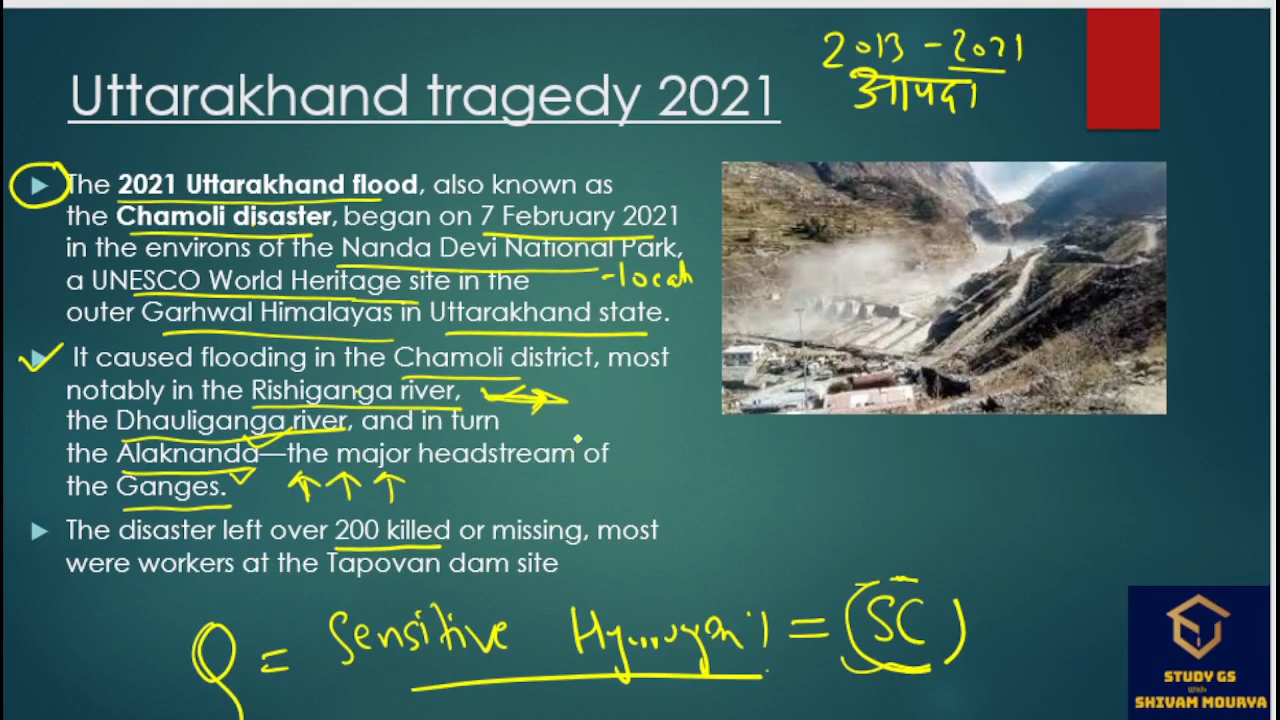 2013 - 2021
आपदा
Uttarakhand tragedy 2021
The 2021 Uttarakhand flood, also known as
the Chamoli disaster, began on 7 February 2021
in the environs of the Nanda Devi National Park,
a UNESCO World Heritage site in the
outer Garhwal Himalayas in Uttarakhand state.
It caused flooding in the Chamoli district, most
notably in the Rishiganga river,
the Dhauliganga river, and in turn
the Alaknanda—the major headstream of
the Ganges.
The disaster left over 200 killed or missing, most
were workers at the Tapovan dam site
Q = Sensitive = (SC)
STUDY GS
With
SHIVAM MOURYA